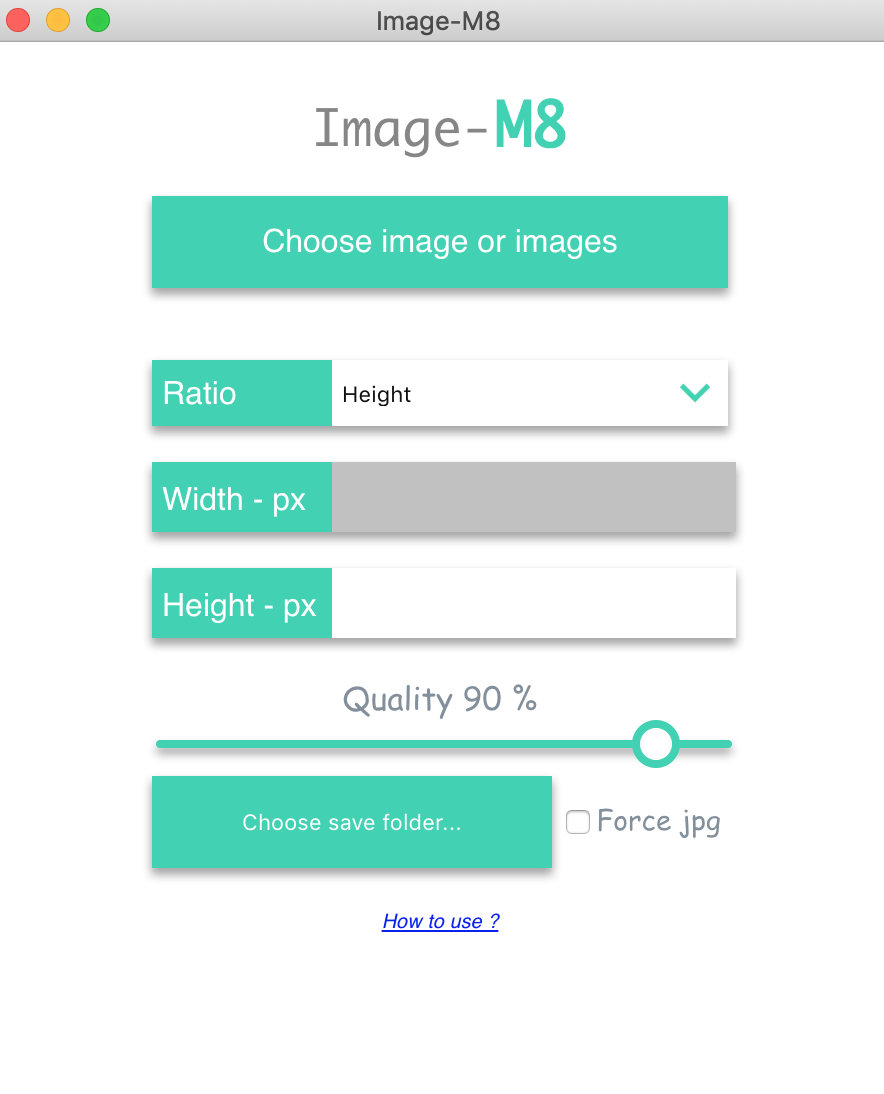 Image-M8
Image-M8
Choose image or images
Ratio Height
Width - px
Height - px
Quality 90 %
Choose save folder...
Force jpg
How to use ?